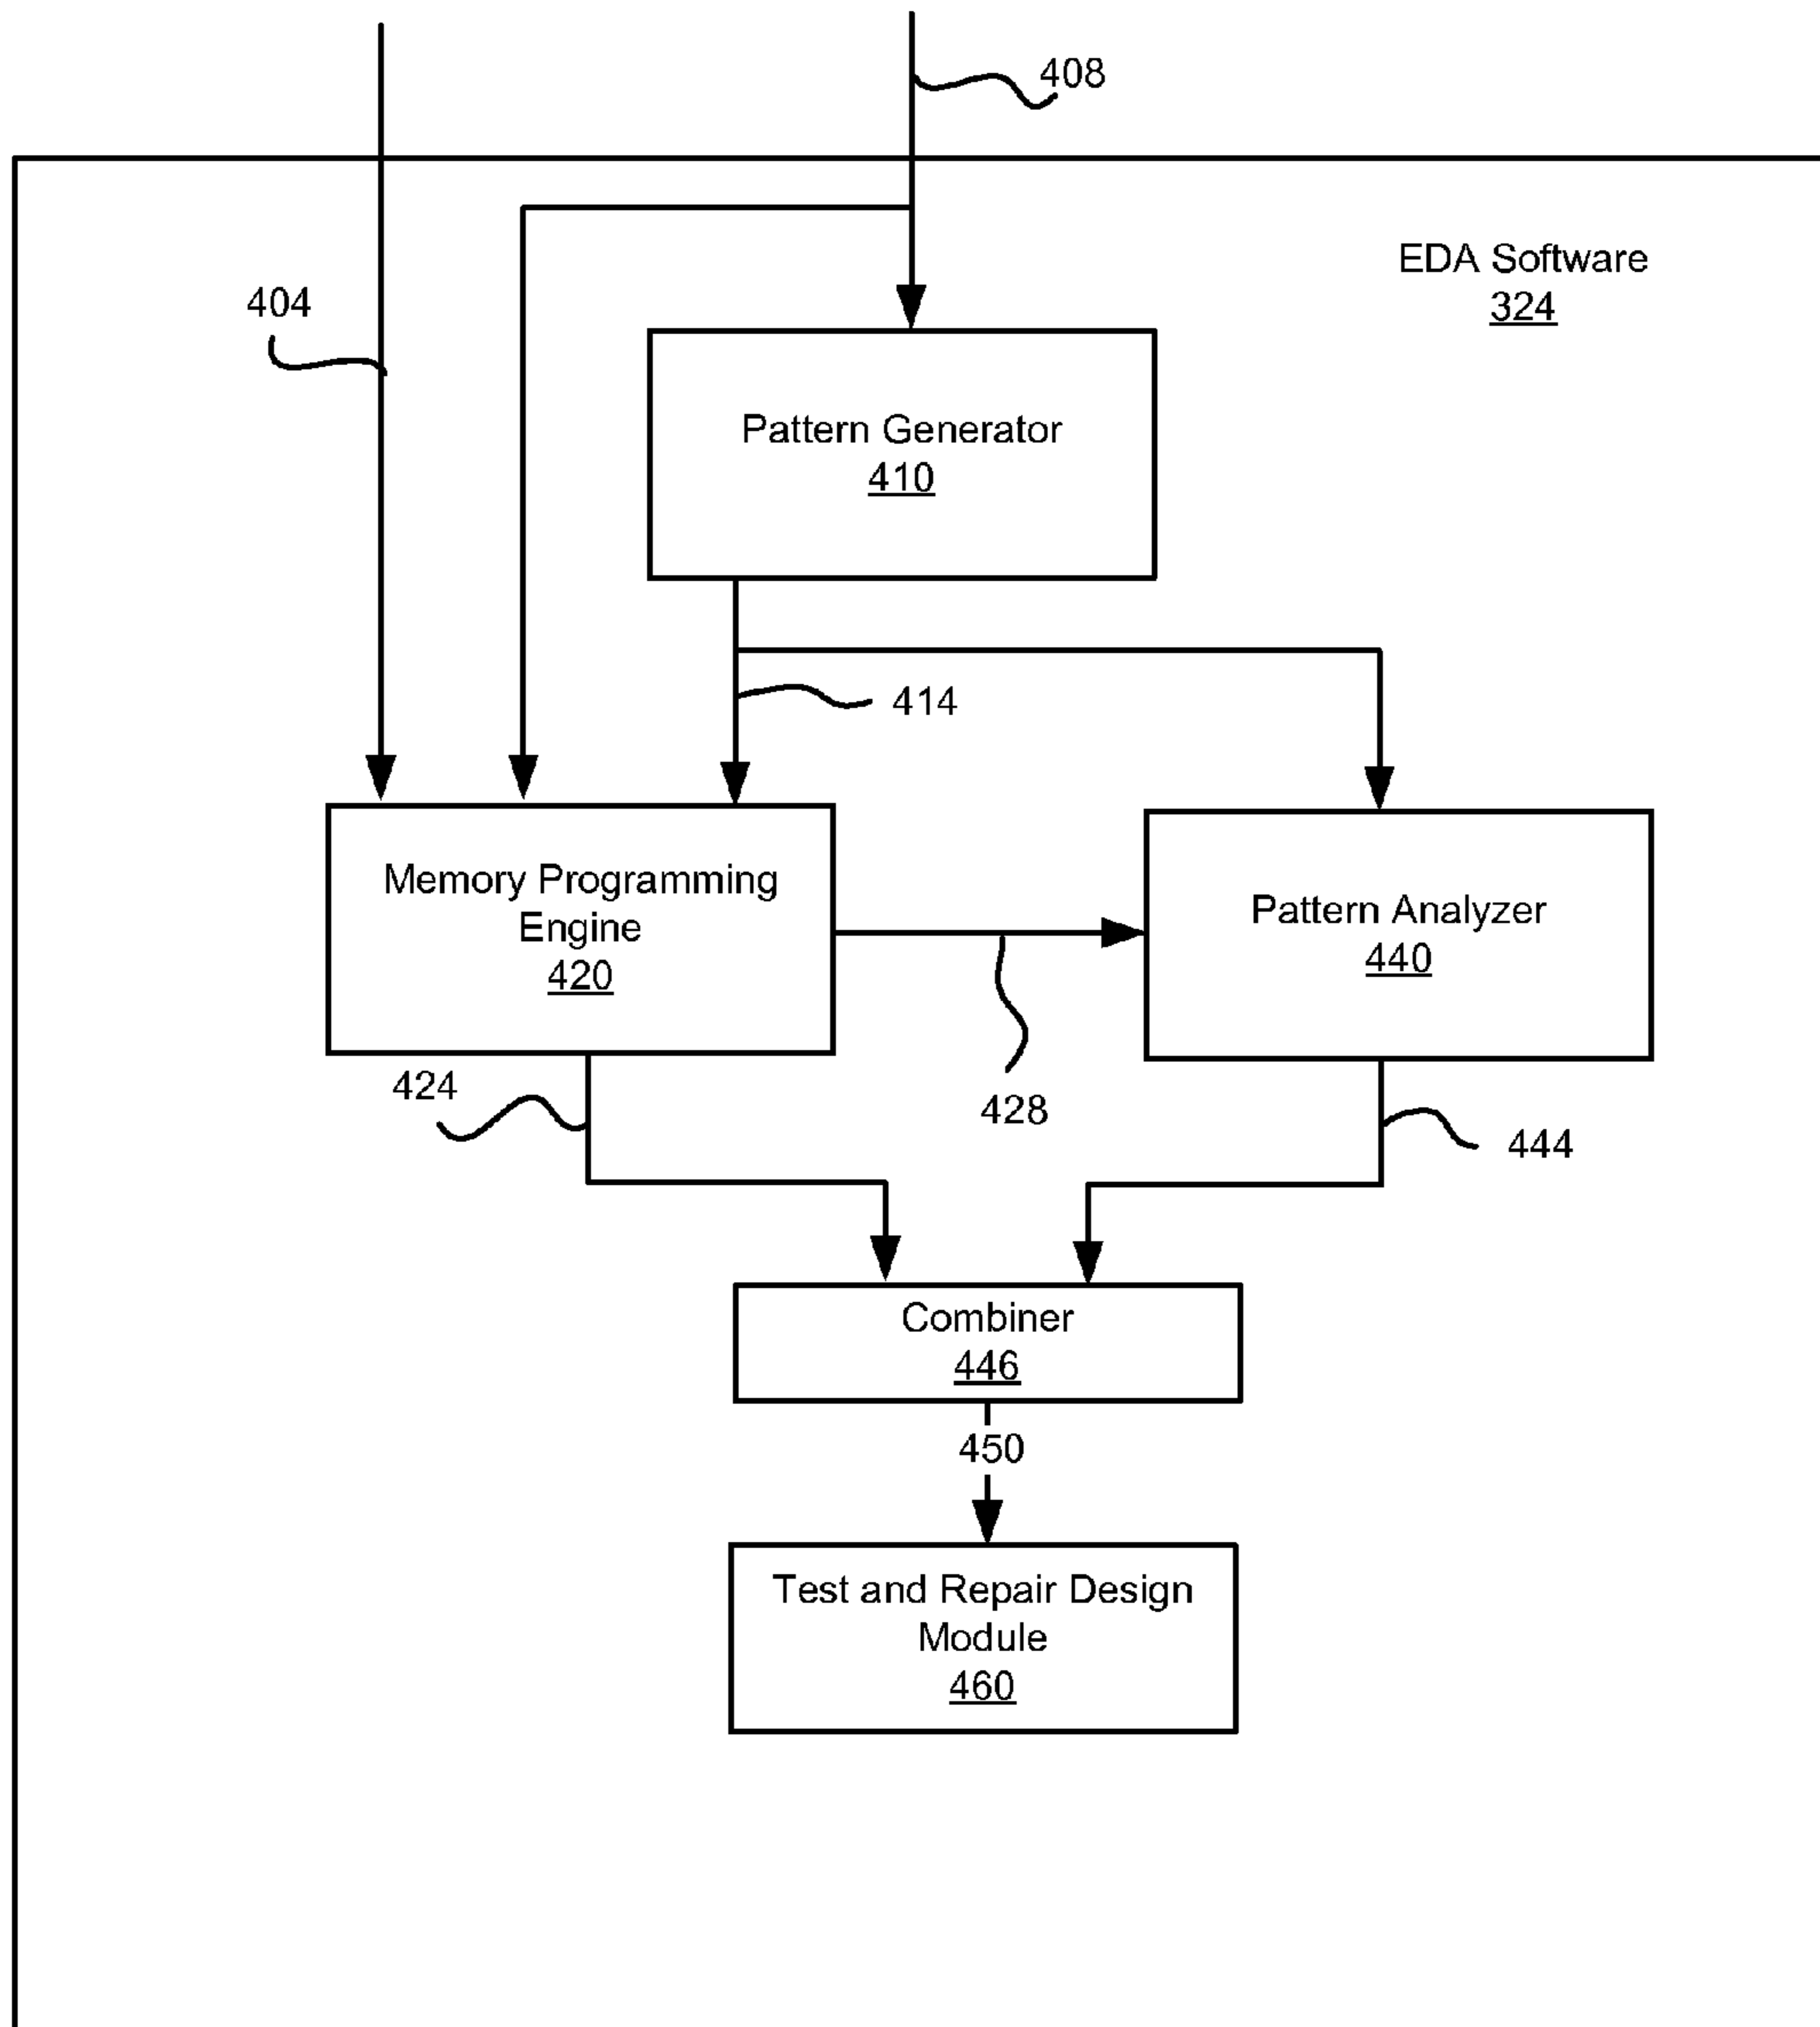 408
EDA Software
324
404
Pattern Generator
410
414
Memory Programming
Engine
420
Pattern Analyzer
440
424
428
444
Combiner
446
450
Test and Repair Design
Module
460